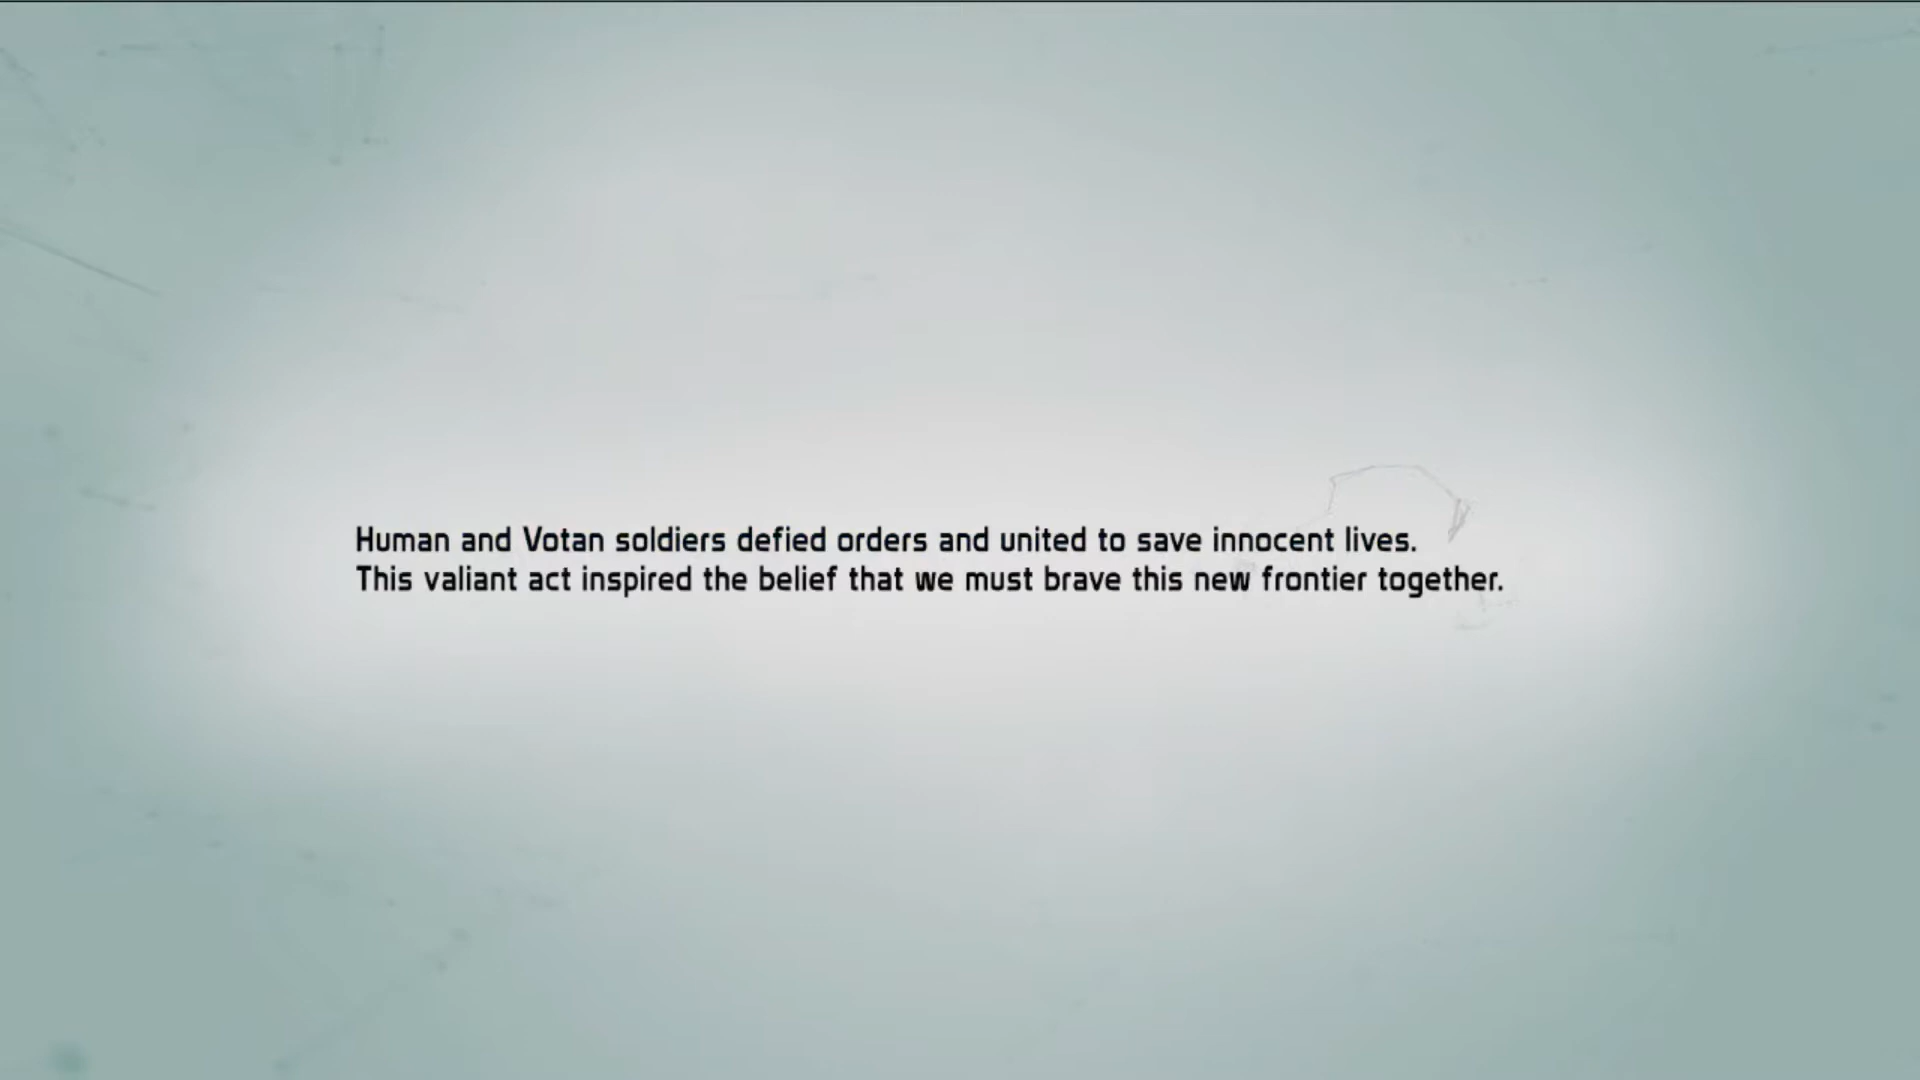 Human and Votan soldiers defied orders and united to save innocent lives.
This valiant act inspired the belief that we must brave this new frontier together.